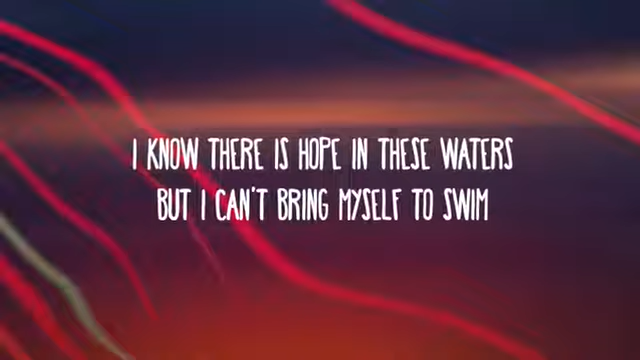 I KNOW THERE IS HOPE IN THESE WATERS
BUT I CAN'T BRING MYSELF TO SWIM